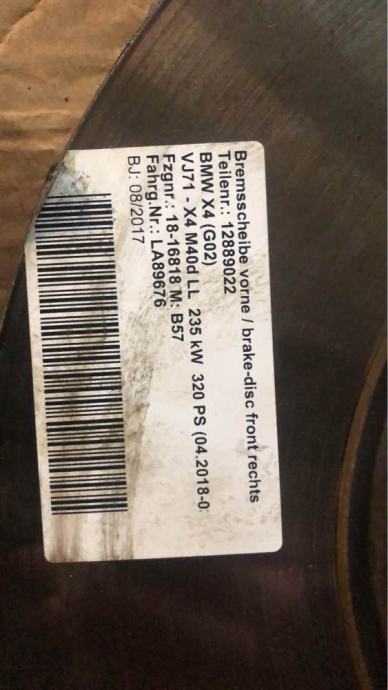 Bremsscheibe vorne / brake-disc front rechts
Teilenr.: 12889022
BMW X4 (G02)
VJ71 - X4 M40d LL 235 kW 320 PS (04.2018-0
Fzgnr.: 18-16818 M: B57
Fahrg.Nr.: LA89676
BJ: 08/2017